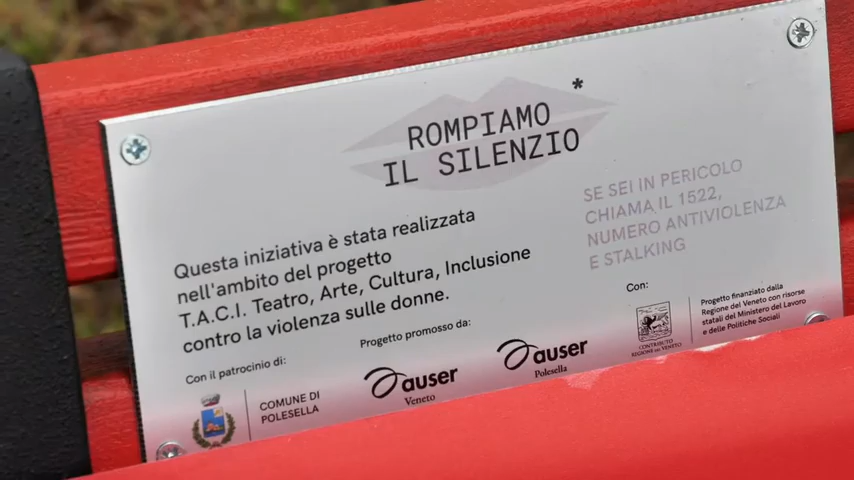 *
ROMPIAMO
IL SILENZIO
SE SEI IN PERICOLO
CHIAMA IL 1522,
NUMERO ANTIVIOLENZA
E STALKING
Questa iniziativa è stata realizzata
nell'ambito del progetto
T.A.C.I. Teatro, Arte, Cultura, Inclusione
contro la violenza sulle donne.
Con il patrocinio di:
COMUNE DI
POLESELLA
Progetto promosso da:
auser
Veneto
auser
Polesella
Con:
CONTRIBUTO
REGIONE DEL VENETO
Progetto finanziato dalla
Regione del Veneto con risorse
statali del Ministero del Lavoro
e delle Politiche Sociali